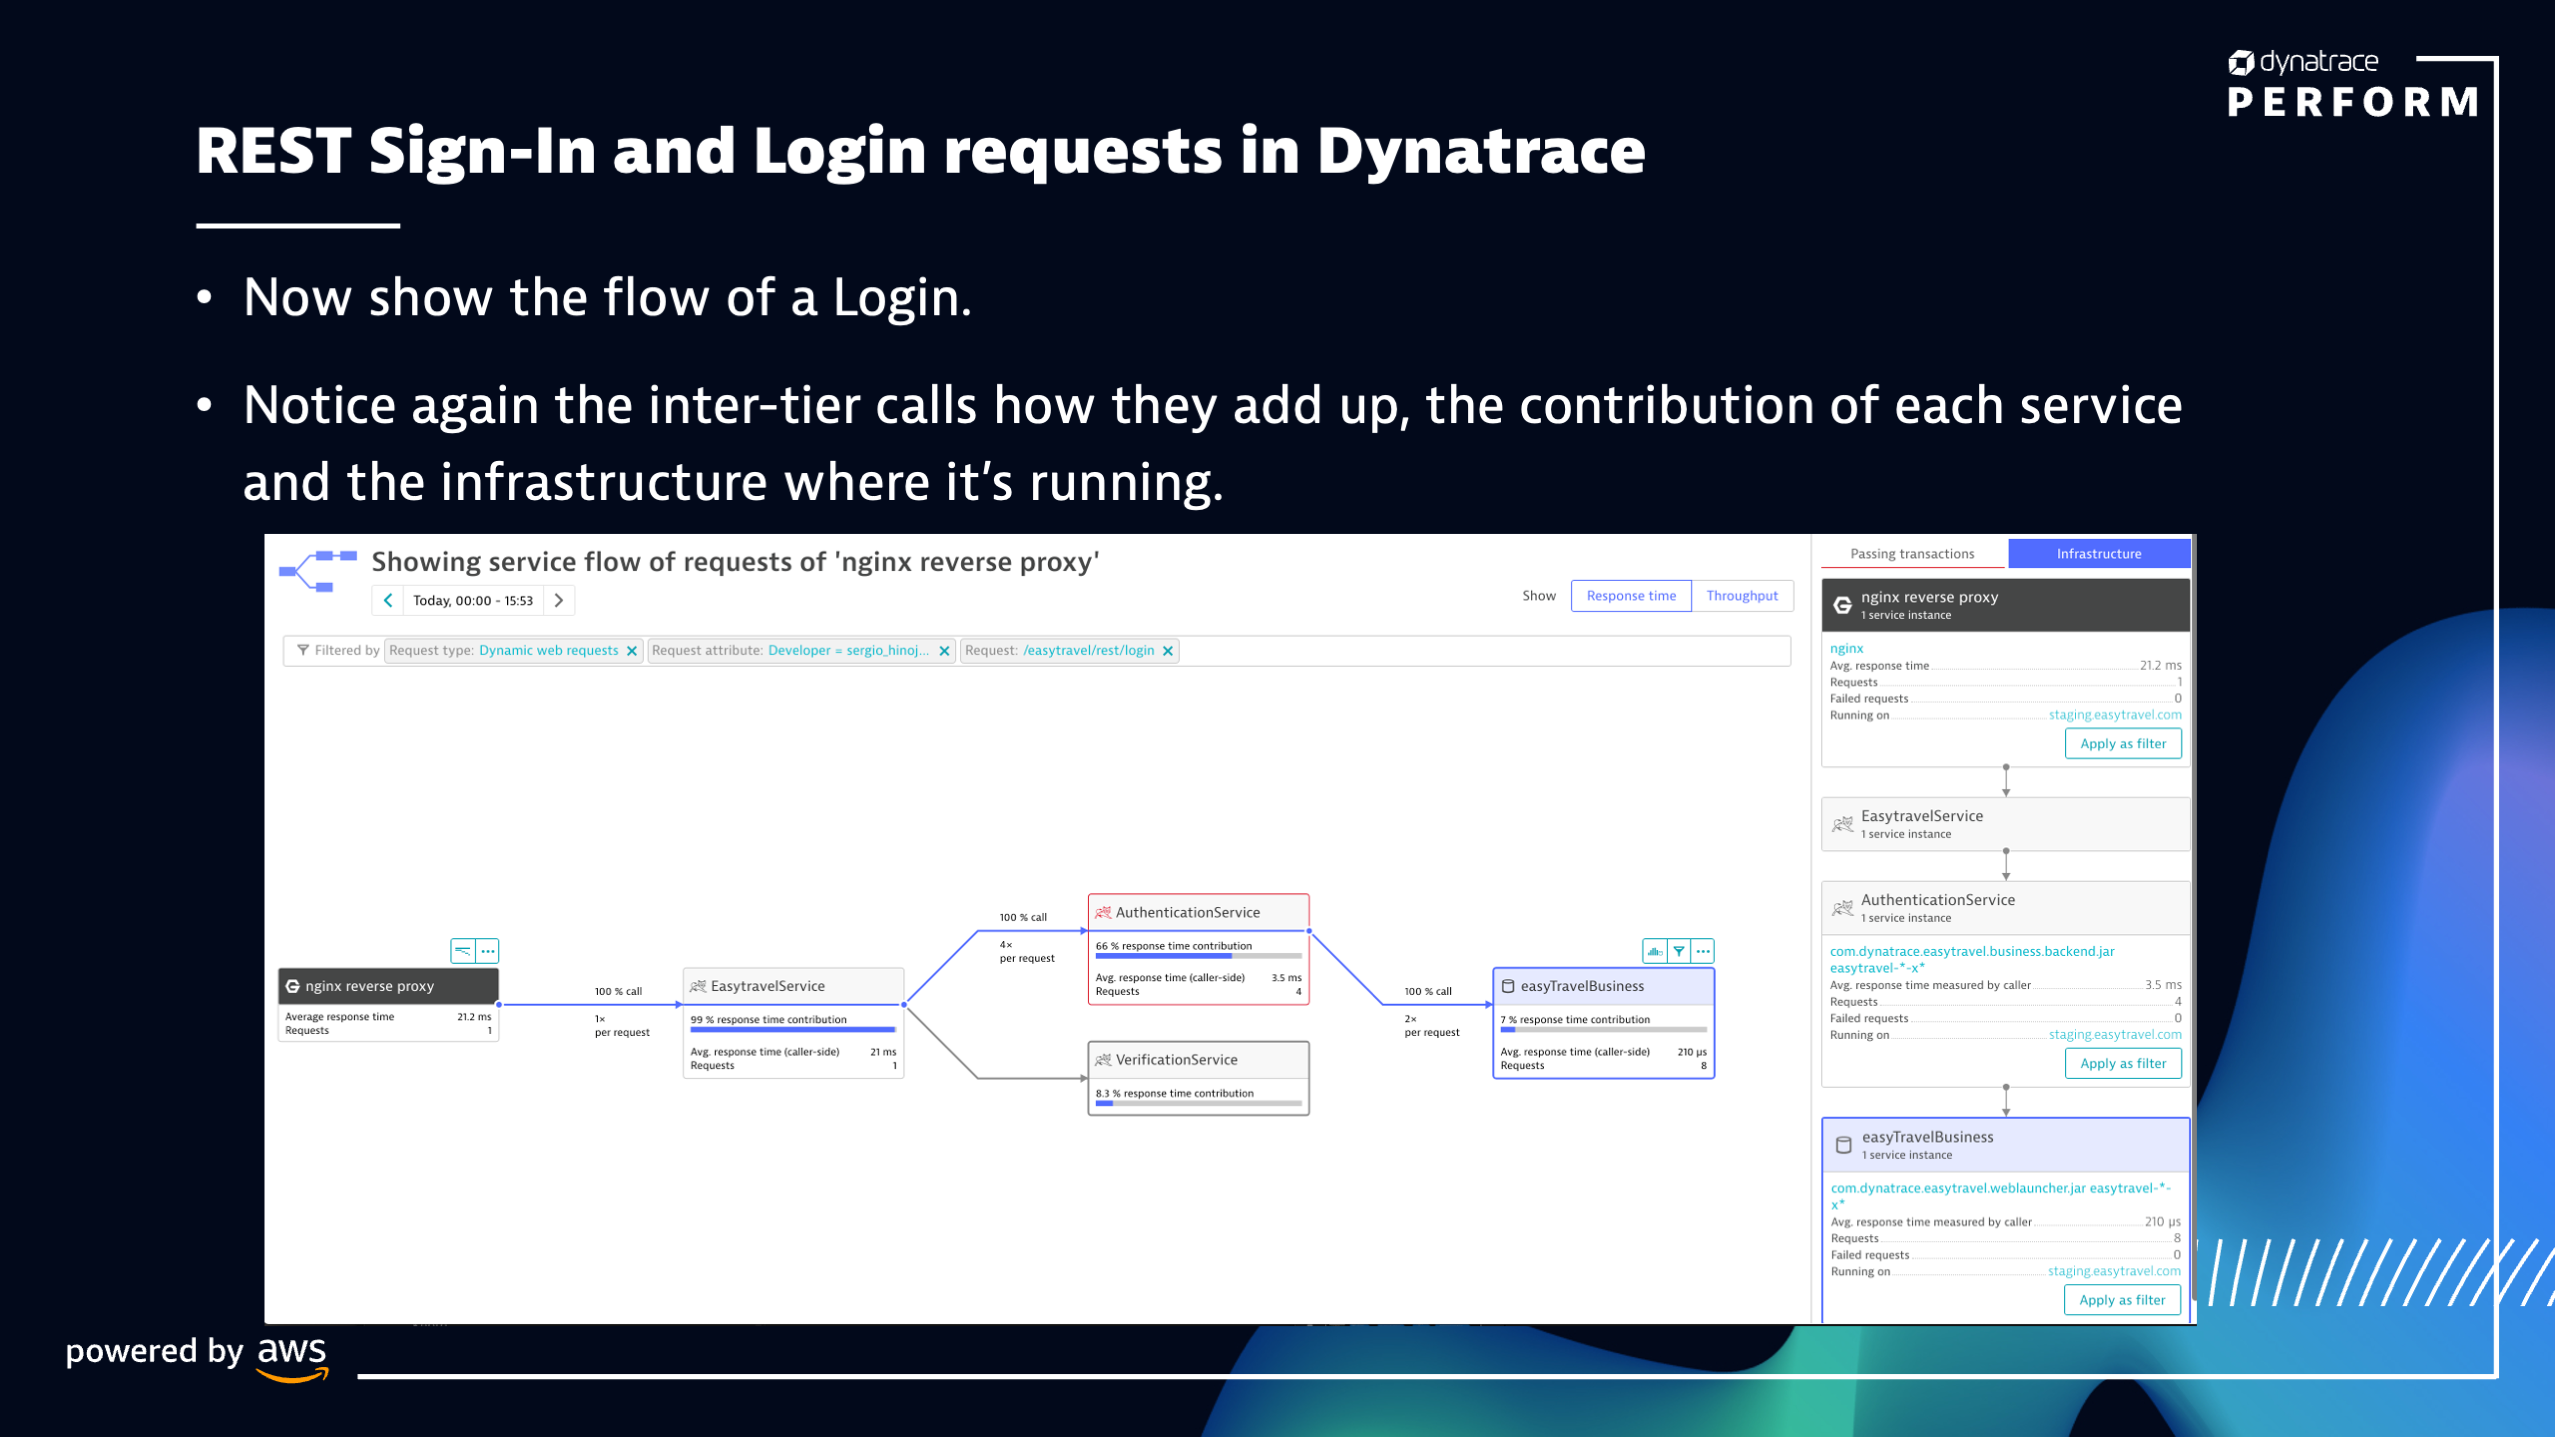 dynatrace
PERFORM
REST Sign-In and Login requests in Dynatrace
• Now show the flow of a Login.
• Notice again the inter-tier calls how they add up, the contribution of each service
and the infrastructure where it's running.
Showing service flow of requests of 'nginx reverse proxy'
Today, 00:00 - 15:53
Show Response time Throughput
Filtered by Request type: Dynamic web requests Request attribute: Developer = sergio_hinoj... Request: /easytravel/rest/login
nginx reverse proxy
Average response time 21.2 ms
Requests 1
100 % call
1×
per request
EasytravelService
99 % response time contribution
Avg. response time (caller-side) 21 ms
Requests 1
100 % call
4×
per request
AuthenticationService
66 % response time contribution
Avg. response time (caller-side) 3.5 ms
Requests 4
VerificationService
8.3 % response time contribution
100 % call
2×
per request
easyTravelBusiness
7 % response time contribution
Avg. response time (caller-side) 210 µs
Requests 8
Passing transactions Infrastructure
nginx reverse proxy
1 service instance
nginx
Avg. response time 21.2 ms
Requests 1
Failed requests 0
Running on staging.easytravel.com
Apply as filter
EasytravelService
1 service instance
AuthenticationService
1 service instance
com.dynatrace.easytravel.business.backend.jar
easytravel-*-x*
Avg. response time measured by caller 3.5 ms
Requests 4
Failed requests 0
Running on staging.easytravel.com
Apply as filter
easyTravelBusiness
1 service instance
com.dynatrace.easytravel.weblauncher.jar easytravel-*-
x*
Avg. response time measured by caller 210 µs
Requests 8
Failed requests 0
Running on staging.easytravel.com
Apply as filter
powered by aws